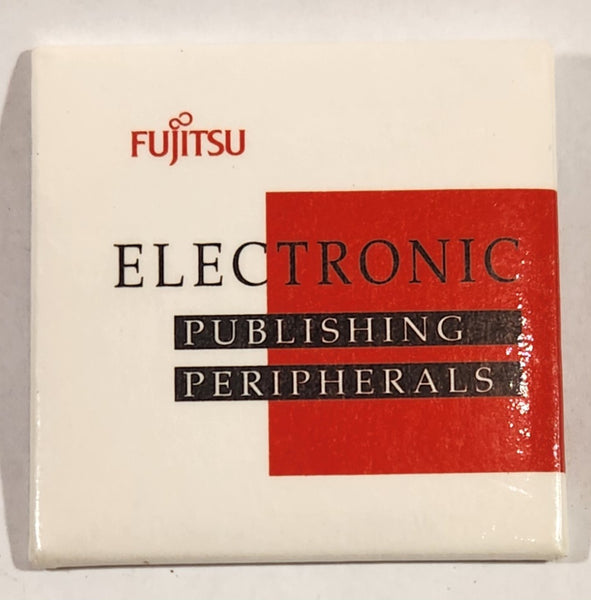 FUJITSU
ELECTRONIC
PUBLISHING
PERIPHERALS